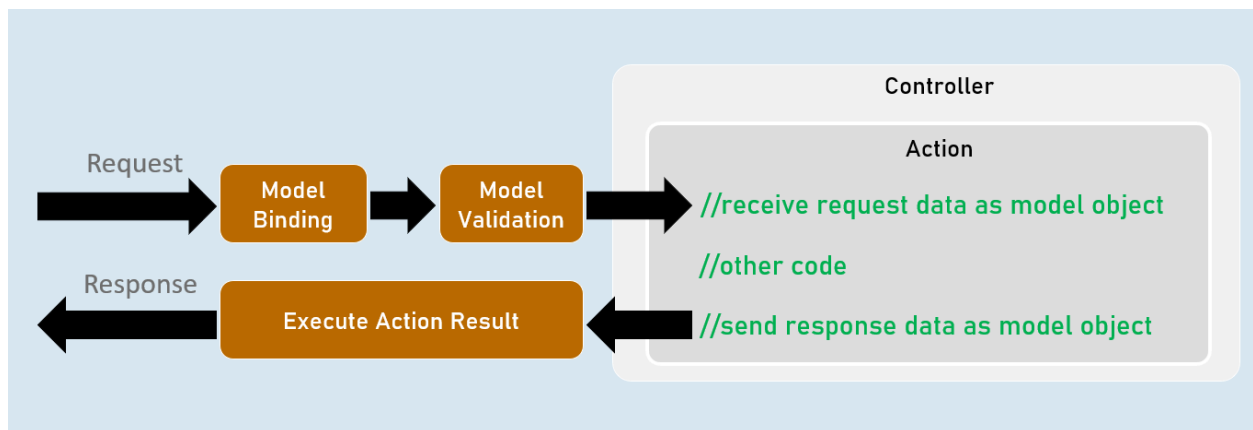 Controller
Action
Request
Model
Binding
Model
Validation
//receive request data as model object
//other code
Response
Execute Action Result
//send response data as model object